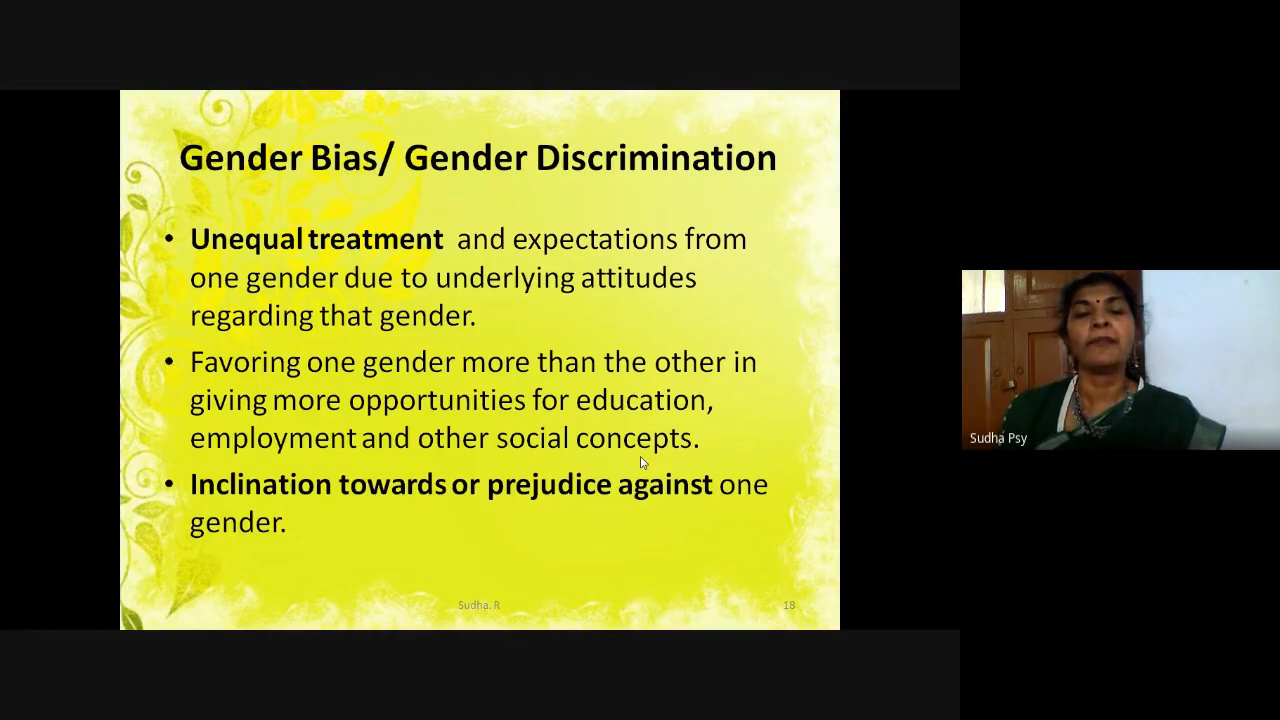 Gender Bias/ Gender Discrimination
• Unequal treatment and expectations from
one gender due to underlying attitudes
regarding that gender.
• Favoring one gender more than the other in
giving more opportunities for education,
employment and other social concepts.
• Inclination towards or prejudice against one
gender.
Sudha. R
18
Sudha Psy